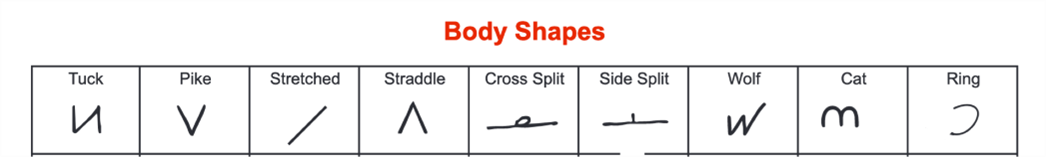 Body Shapes
Tuck Pike Stretched Straddle Cross Split Side Split Wolf Cat Ring